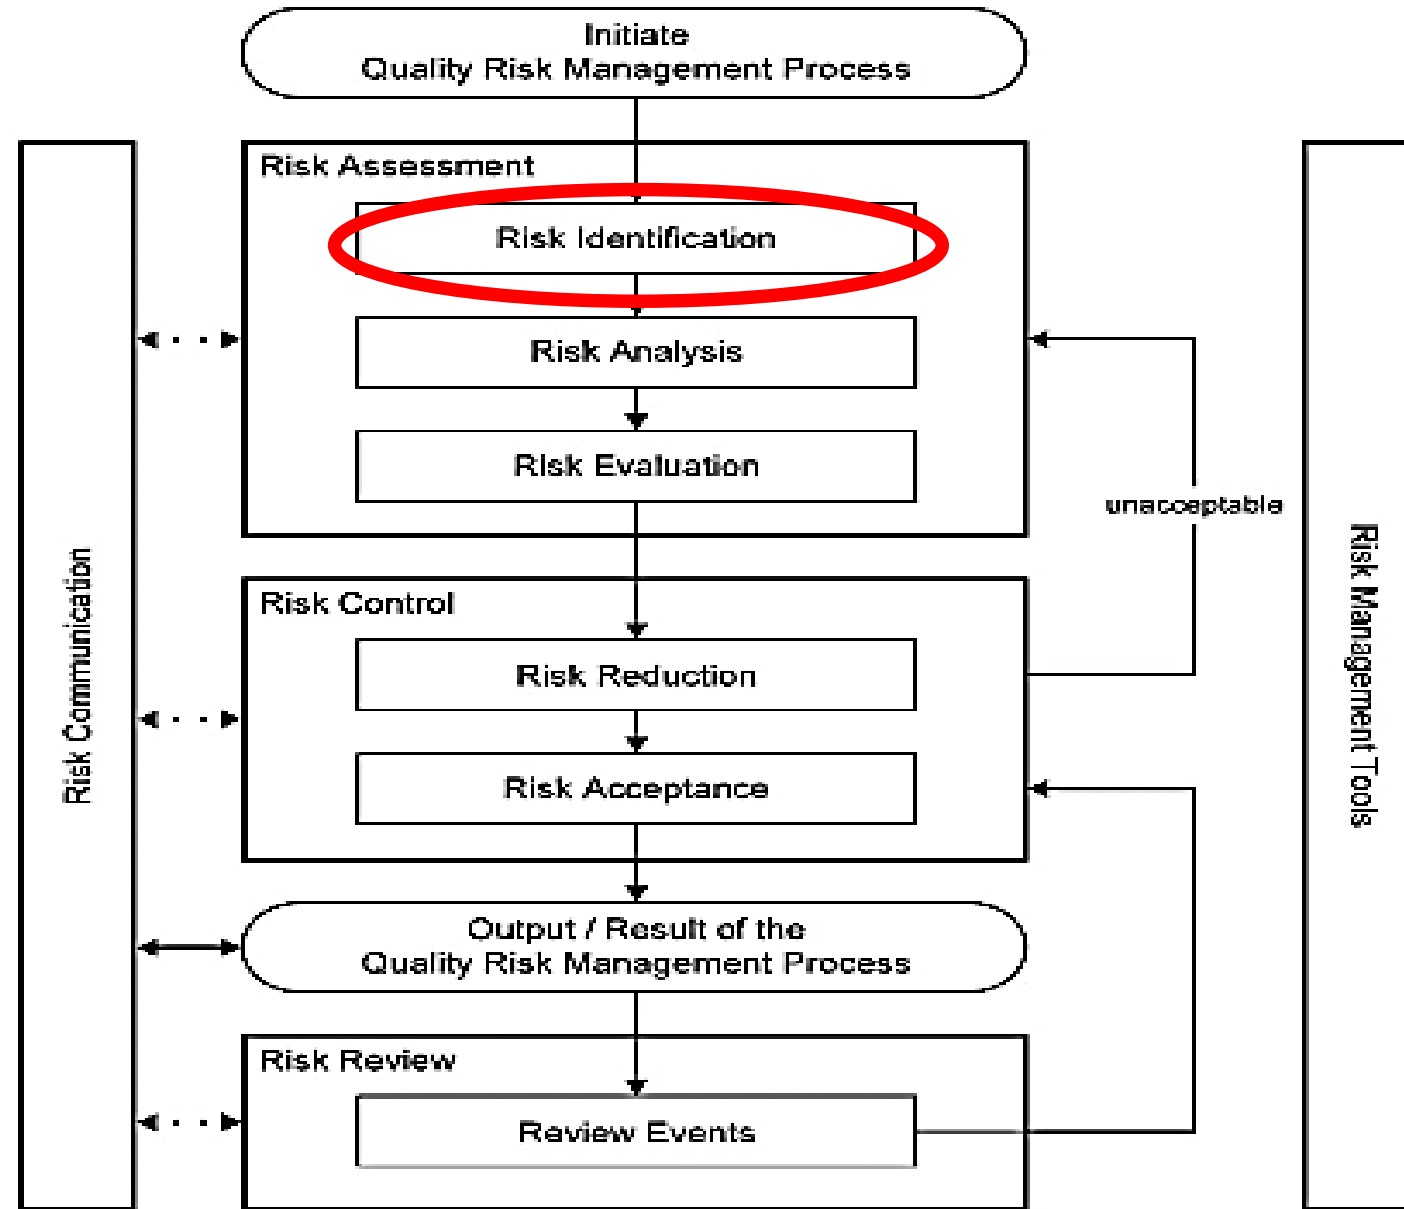 Initiate
Quality Risk Management Process
Risk Assessment
Risk Identification
Risk Analysis
Risk Evaluation
unacceptable
Risk Communication
Risk Management Tools
Risk Control
Risk Reduction
Risk Acceptance
Output / Result of the
Quality Risk Management Process
Risk Review
Review Events